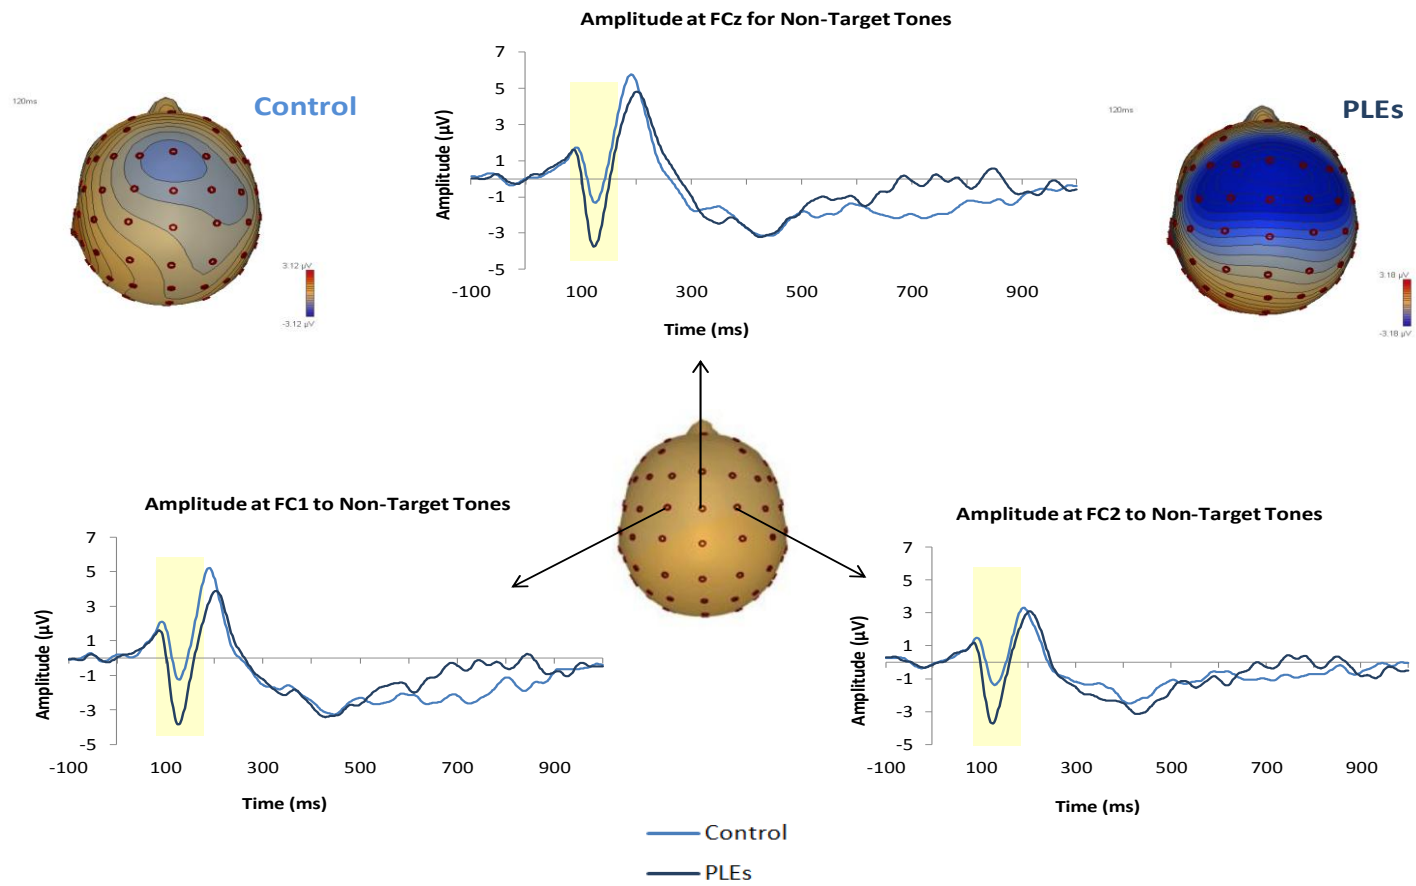 Amplitude at FCz for Non-Target Tones
120ms
Control
3.12 µV
-3.12 µV
7
5
3
1
-1
-3
-5
Amplitude (µV)
-100 100 300 500 700 900
Time (ms)
120ms
PLEs
3.18 µV
-3.18 µV
Amplitude at FC1 to Non-Target Tones
7
5
3
1
-1
-3
-5
Amplitude (µV)
-100 100 300 500 700 900
Time (ms)
Amplitude at FC2 to Non-Target Tones
7
5
3
1
-1
-3
-5
Amplitude (µV)
-100 100 300 500 700 900
Time (ms)
Control
PLEs